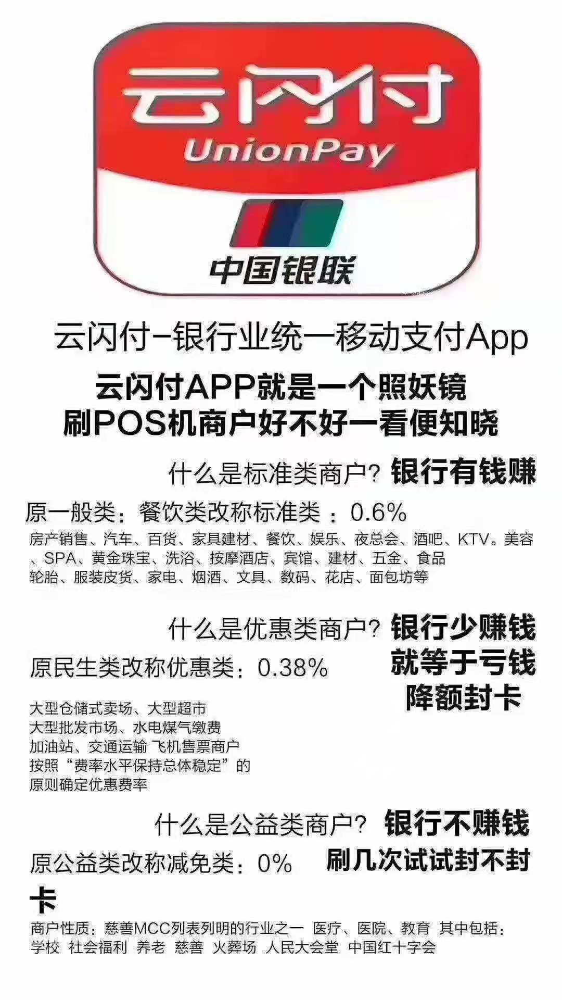 云闪付
UnionPay
中国银联
云闪付-银行业统一移动支付App
云闪付APP就是一个照妖镜
刷POS机商户好不好一看便知晓
什么是标准类商户? 银行有钱赚
原一般类：餐饮类改称标准类 ：0.6%
房产销售、汽车、百货、家具建材、餐饮、娱乐、夜总会、酒吧、KTV。美容
、SPA、黄金珠宝、洗浴、按摩酒店、宾馆、建材、五金、食品
轮胎、服装皮货、家电、烟酒、文具、数码、花店、面包坊等
什么是优惠类商户? 银行少赚钱
就等于亏钱
原民生类改称优惠类：0.38%
降额封卡
大型仓储式卖场、大型超市
大型批发市场、水电煤气缴费
加油站、交通运输 飞机售票商户
按照“费率水平保持总体稳定”的
原则确定优惠费率
什么是公益类商户? 银行不赚钱
原公益类改称减免类：0% 刷几次试试封不封
卡
商户性质：慈善MCC列表列明的行业之一 医疗、医院、教育 其中包括：
学校 社会福利 养老 慈善 火葬场 人民大会堂 中国红十字会